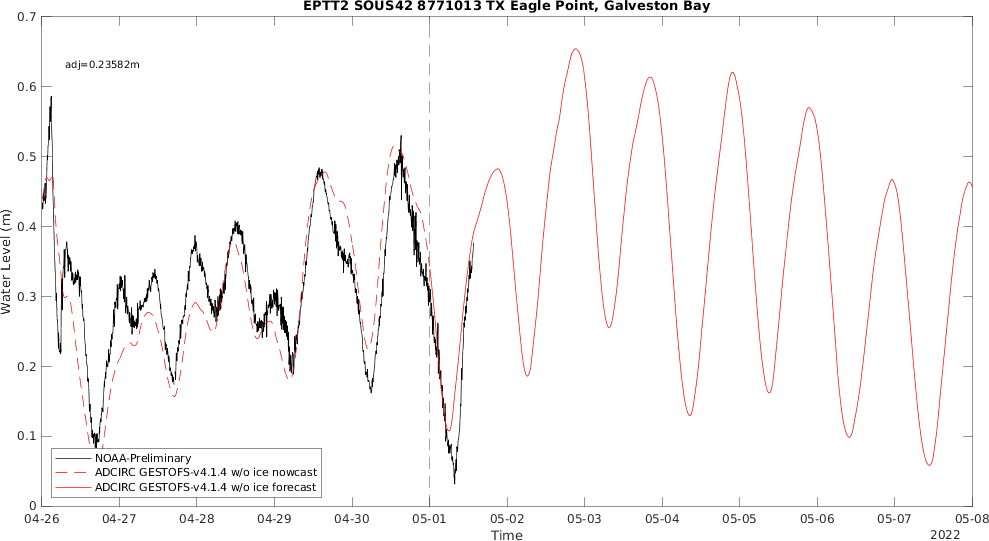 EPTT2 SOUS42 8771013 TX Eagle Point, Galveston Bay
0.7
adj=0.23582m
0.6
0.5
0.4
Water Level (m)
0.3
0.2
0.1
NOAA-Preliminary
ADCIRC GESTOFS-v4.1.4 w/o ice nowcast
ADCIRC GESTOFS-v4.1.4 w/o ice forecast
0
04-26 04-27 04-28 04-29 04-30 05-01 05-02 05-03 05-04 05-05 05-06 05-07 05-08
Time
2022